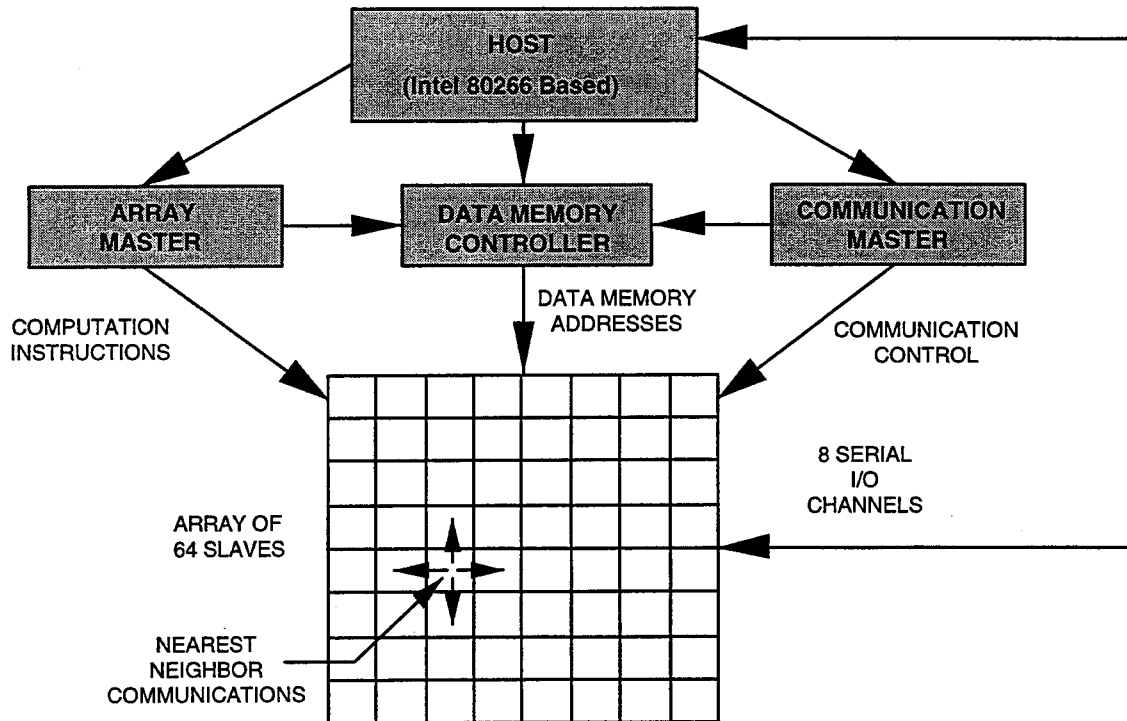 HOST
(Intel 80266 Based)
ARRAY
MASTER
DATA MEMORY
CONTROLLER
COMMUNICATION
MASTER
COMPUTATION
INSTRUCTIONS
DATA MEMORY
ADDRESSES
COMMUNICATION
CONTROL
8 SERIAL
I/O
CHANNELS
ARRAY OF
64 SLAVES
NEAREST
NEIGHBOR
COMMUNICATIONS